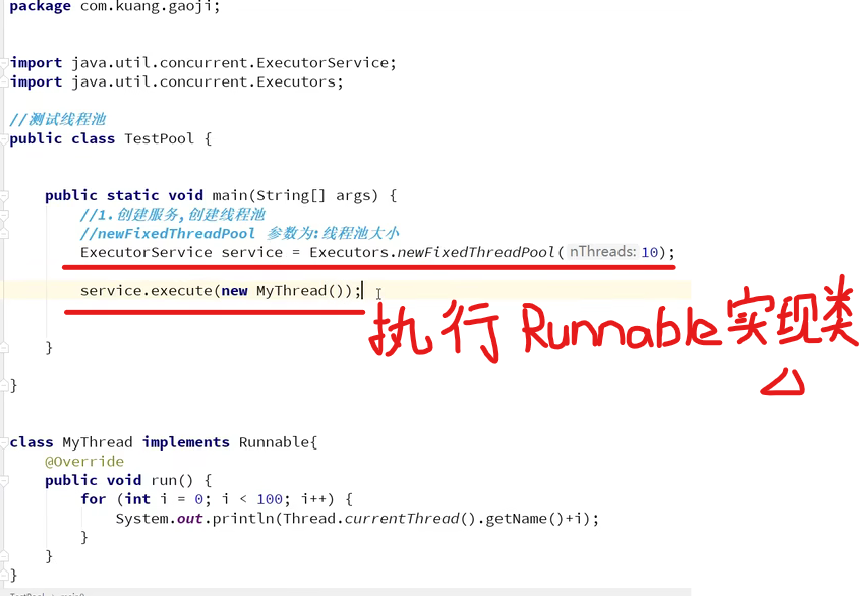 package com.kuang.gaoji;
import java.util.concurrent.ExecutorService;
import java.util.concurrent.Executors;
//测试线程池
public class TestPool {
public static void main(String[] args) {
//1.创建服务,创建线程池
//newFixedThreadPool 参数为:线程池大小
ExecutorService service = Executors.newFixedThreadPool( nThreads: 10);
service.execute(new MyThread());
执行 Runnable实现类
}
}
class MyThread implements Runnable{
@Override
public void run() {
for (int i = 0; i < 100; i++) {
System.out.println(Thread.currentThread().getName()+i);
}
}
}